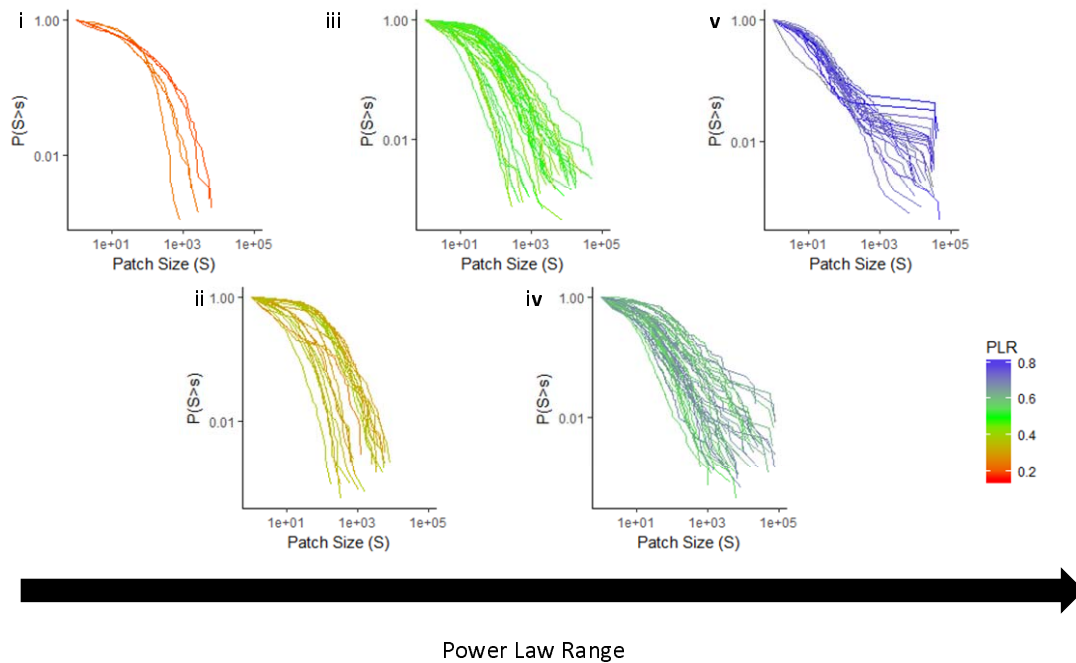 i
1.00
0.01
P(S>s)
1e+01 1e+03 1e+05
Patch Size (S)
iii
1.00
0.01
P(S>s)
1e+01 1e+03 1e+05
Patch Size (S)
v
1.00
0.01
P(S>s)
1e+01 1e+03 1e+05
Patch Size (S)
ii
1.00
0.01
P(S>s)
1e+01 1e+03 1e+05
Patch Size (S)
iv
1.00
0.01
P(S>s)
1e+01 1e+03 1e+05
Patch Size (S)
PLR
0.8
0.6
0.4
0.2
Power Law Range